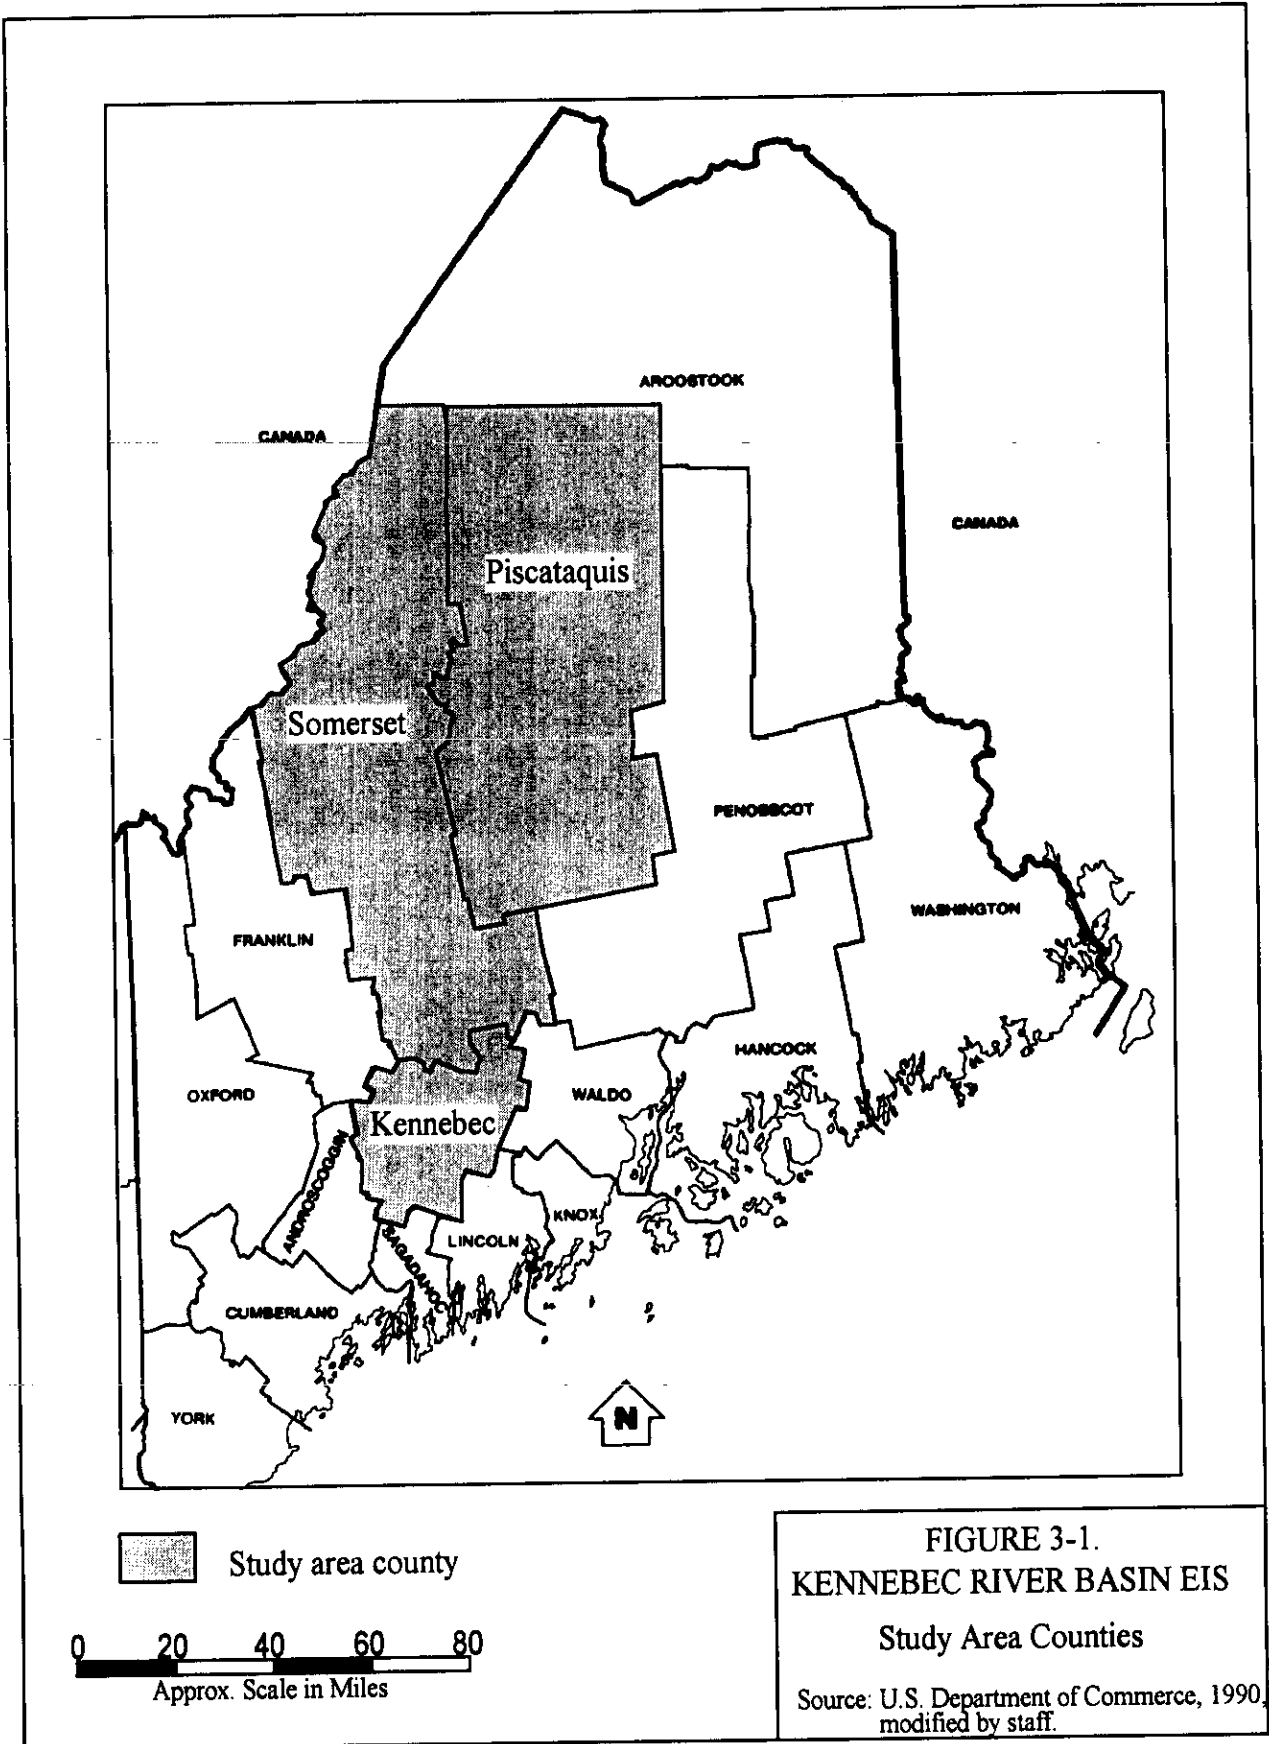 AROOSTOOK
CANADA
CANADA
Piscataquis
Somerset
PENOBSCOT
WASHINGTON
FRANKLIN
HANCOCK
OXFORD
WALDO
Kennebec
ANDROSCOGGIN
KNOX
SAGADAHOC
LINCOLN
CUMBERLAND
YORK
N
Study area county
0 20 40 60 80
Approx. Scale in Miles
FIGURE 3-1.
KENNEBEC RIVER BASIN EIS
Study Area Counties
Source: U.S. Department of Commerce, 1990,
modified by staff.